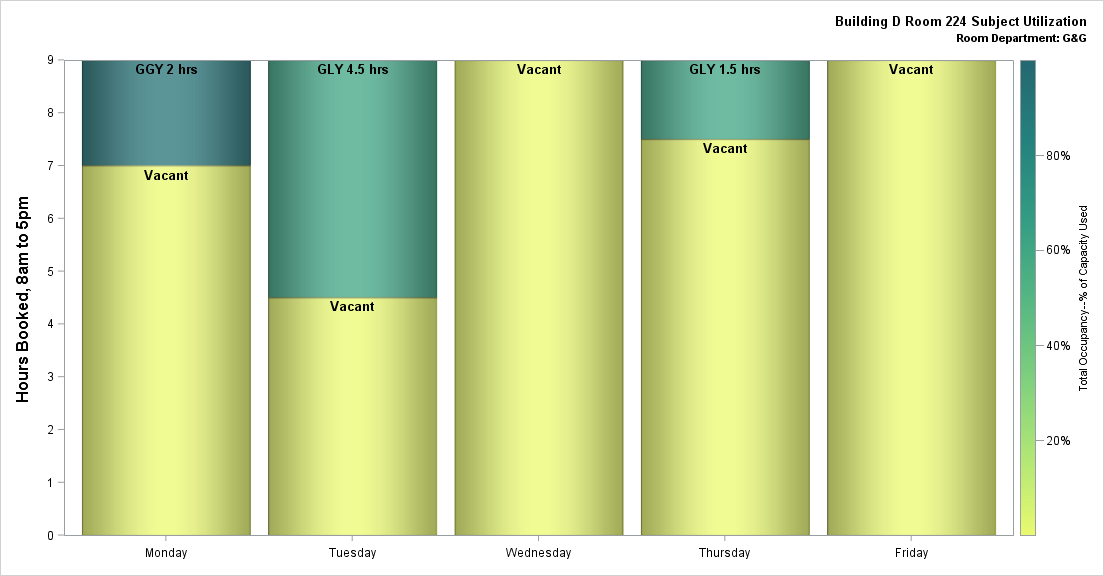 Building D Room 224 Subject Utilization
Room Department: G&G
Hours Booked, 8am to 5pm
9
8
7
6
5
4
3
2
1
0
GGY 2 hrs
Vacant
GLY 4.5 hrs
Vacant
Vacant
GLY 1.5 hrs
Vacant
Vacant
Monday
Tuesday
Wednesday
Thursday
Friday
80%
60%
40%
20%
Total Occupancy--% of Capacity Used